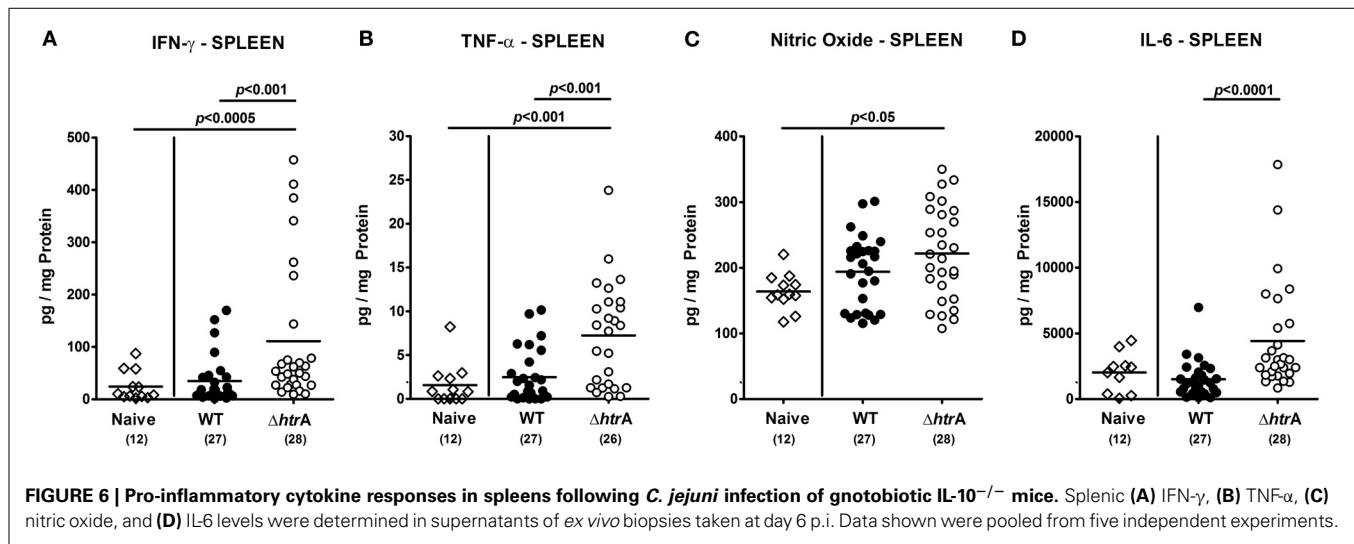 A IFN-γ - SPLEEN
p<0.001
p<0.0005
500
400
300
200
100
0
pg / mg Protein
Naive WT ΔhtrA
(12) (27) (28)
B TNF-α - SPLEEN
p<0.001
p<0.001
30
25
20
15
10
5
0
pg / mg Protein
Naive WT ΔhtrA
(12) (27) (26)
C Nitric Oxide - SPLEEN
p<0.05
400
300
200
100
0
pg / mg Protein
Naive WT ΔhtrA
(12) (27) (28)
D IL-6 - SPLEEN
p<0.0001
20000
15000
10000
5000
0
pg / mg Protein
Naive WT ΔhtrA
(12) (27) (28)
FIGURE 6 | Pro-inflammatory cytokine responses in spleens following C. jejuni infection of gnotobiotic IL-10−/− mice. Splenic (A) IFN-γ, (B) TNF-α, (C)
nitric oxide, and (D) IL-6 levels were determined in supernatants of ex vivo biopsies taken at day 6 p.i. Data shown were pooled from five independent experiments.